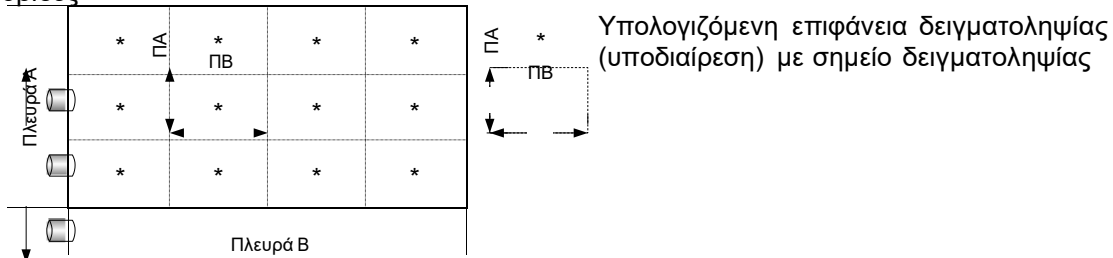 * ΠΑ * * *
ΠΒ
Πλευρά Α
* * * *
* * * *
Πλευρά Β
ΠΑ *
ΠΒ
Υπολογιζόμενη επιφάνεια δειγματοληψίας
(υποδιαίρεση) με σημείο δειγματοληψίας